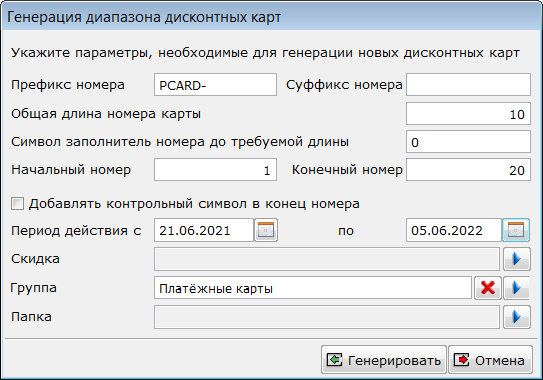 Генерация диапазона дисконтных карт
Укажите параметры, необходимые для генерации новых дисконтных карт
Префикс номера PCARD- Суффикс номера
Общая длина номера карты 10
Символ заполнитель номера до требуемой длины 0
Начальный номер 1 Конечный номер 20
Добавлять контрольный символ в конец номера
Период действия с 21.06.2021 по 05.06.2022
Скидка
Группа Платёжные карты
Папка
Генерировать Отмена